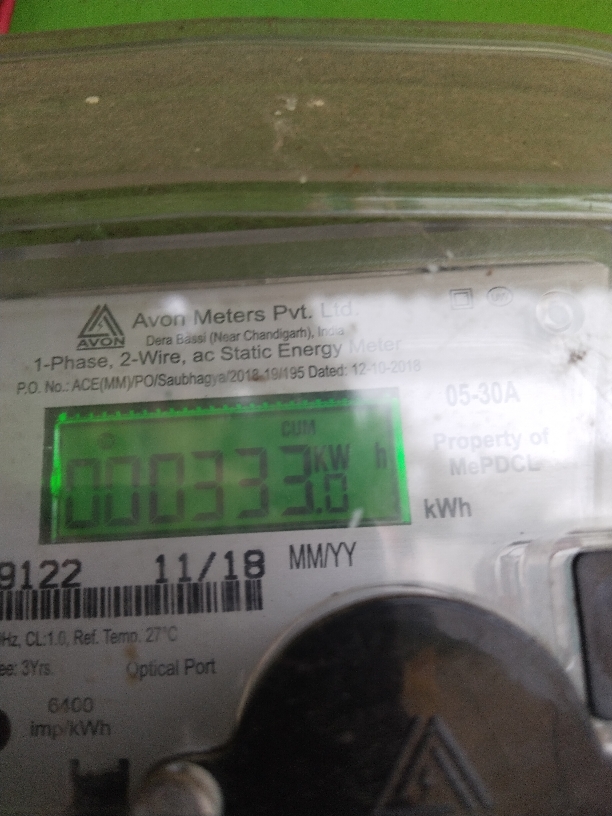 AVON
Avon Meters Pvt. Ltd.
Dera Bassi (Near Chandigarh), India
1-Phase, 2-Wire, ac Static Energy Meter
P.O. No.: ACE(MM)/PO/Saubhagya/2018-19/195 Dated: 12-10-2018
05-30A
Property of
MePDCL
CUM
000333.0 KW h
kWh
9122 11/18 MM/YY
Hz, CL:1.0, Ref. Temp. 27°C
ee: 3Yrs. Optical Port
6400
imp/kWh